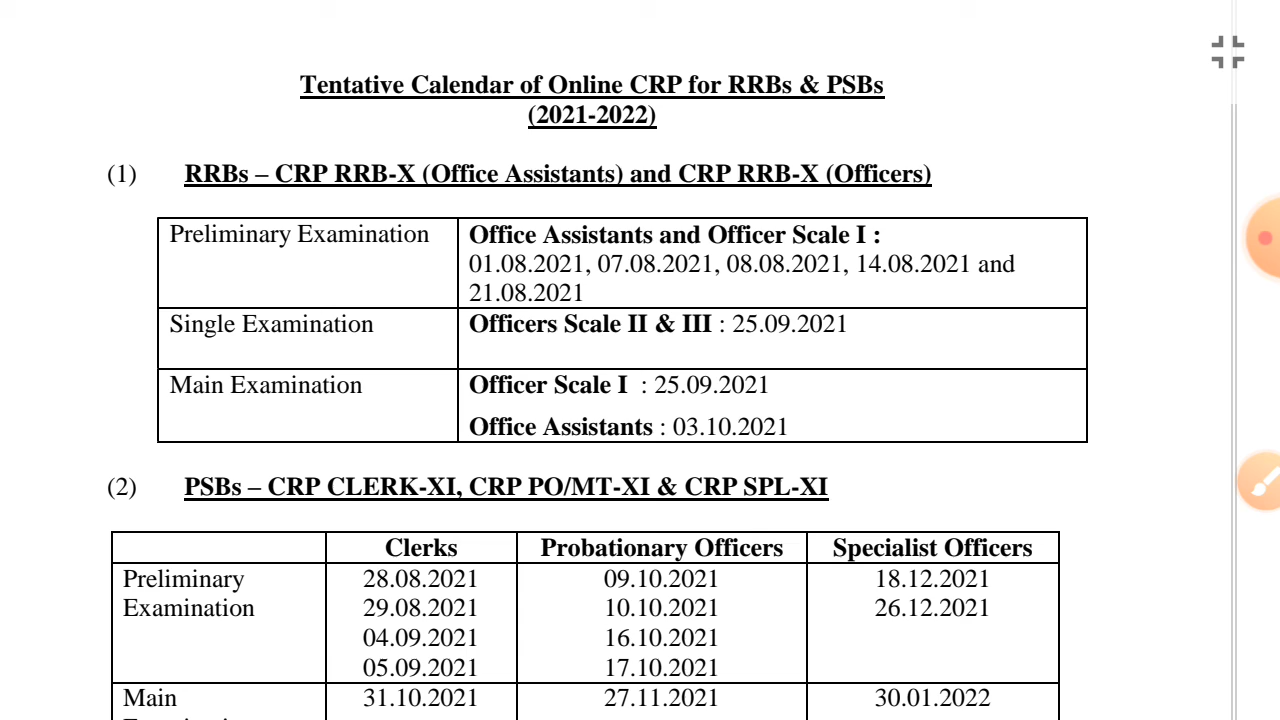 Tentative Calendar of Online CRP for RRBs & PSBs
(2021-2022)
(1) RRBs – CRP RRB-X (Office Assistants) and CRP RRB-X (Officers)
Preliminary Examination
Office Assistants and Officer Scale I :
01.08.2021, 07.08.2021, 08.08.2021, 14.08.2021 and
21.08.2021
Single Examination
Officers Scale II & III : 25.09.2021
Main Examination
Officer Scale I : 25.09.2021
Office Assistants : 03.10.2021
(2) PSBs – CRP CLERK-XI, CRP PO/MT-XI & CRP SPL-XI
Clerks Probationary Officers Specialist Officers
Preliminary 28.08.2021 09.10.2021 18.12.2021
Examination 29.08.2021 10.10.2021 26.12.2021
04.09.2021 16.10.2021
05.09.2021 17.10.2021
Main 31.10.2021 27.11.2021 30.01.2022